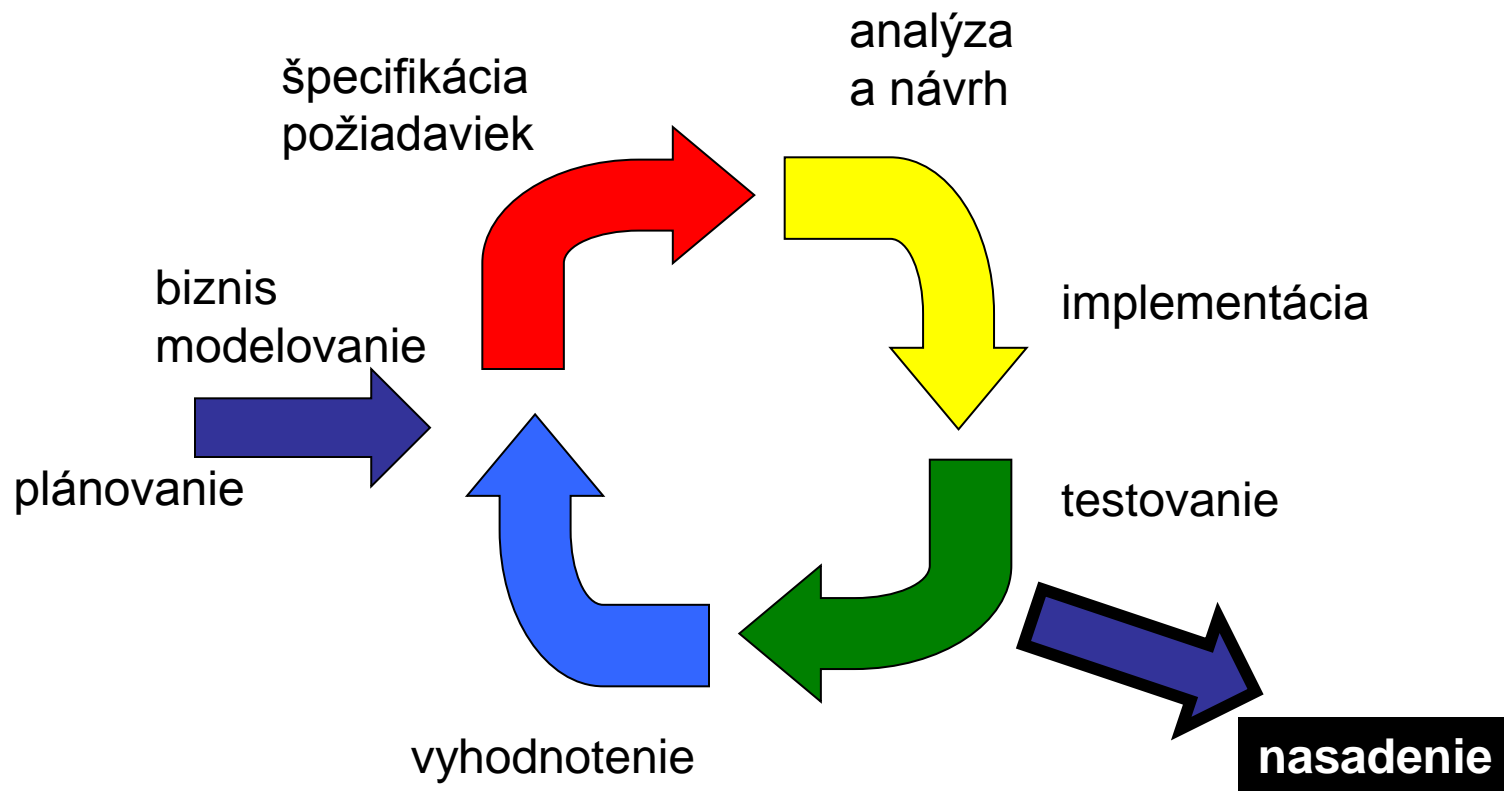 analýza
a návrh
špecifikácia
požiadaviek
biznis
modelovanie
implementácia
plánovanie
testovanie
vyhodnotenie
nasadenie